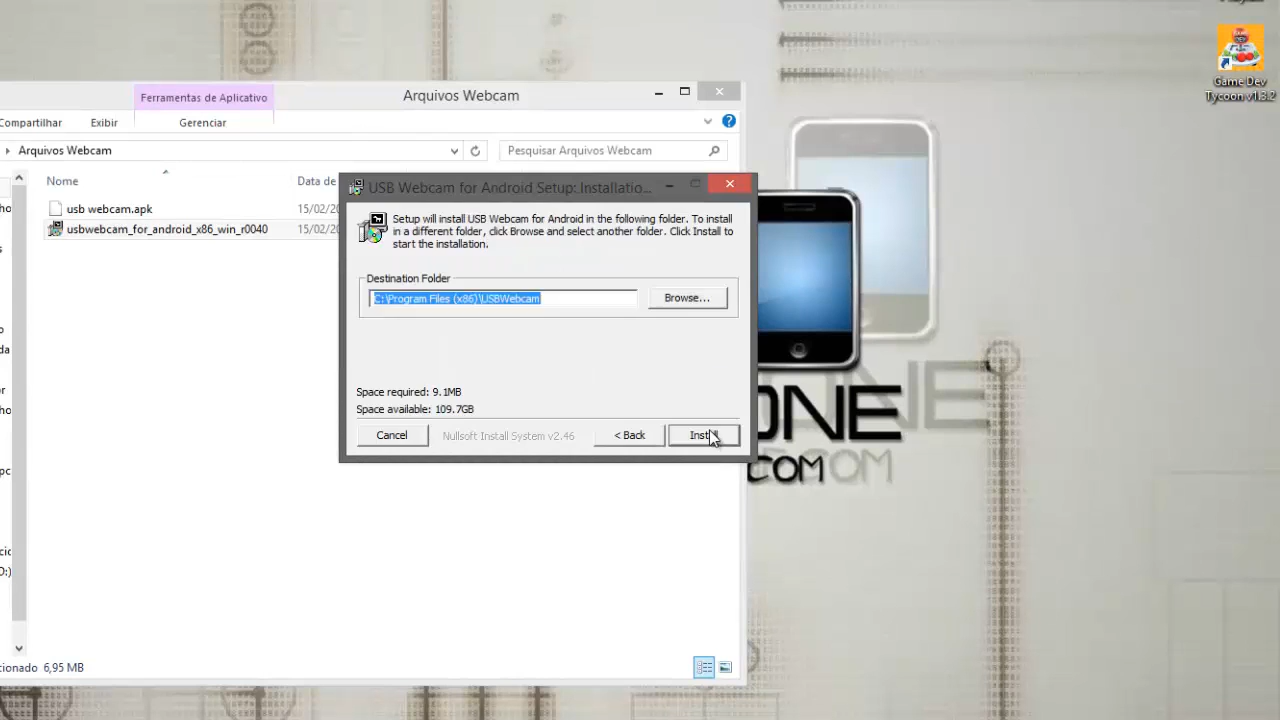 Game Dev
Tycoon v1.3.2
Ferramentas de Aplicativo
Arquivos Webcam
Compartilhar
Exibir
Gerenciar
Arquivos Webcam
Pesquisar Arquivos Webcam
Nome
Data de
usb webcam.apk
15/02/20
usbwebcam_for_android_x86_win_r0040
15/02/20
USB Webcam for Android Setup: Installatio...
Setup will install USB Webcam for Android in the following folder. To install
in a different folder, click Browse and select another folder. Click Install to
start the installation.
Destination Folder
C:\Program Files (x86)\USBWebcam
Browse...
Space required: 9.1MB
Space available: 109.7GB
Cancel
Nullsoft Install System v2.46
< Back
Install
ONE
COM
cionado 6,95 MB